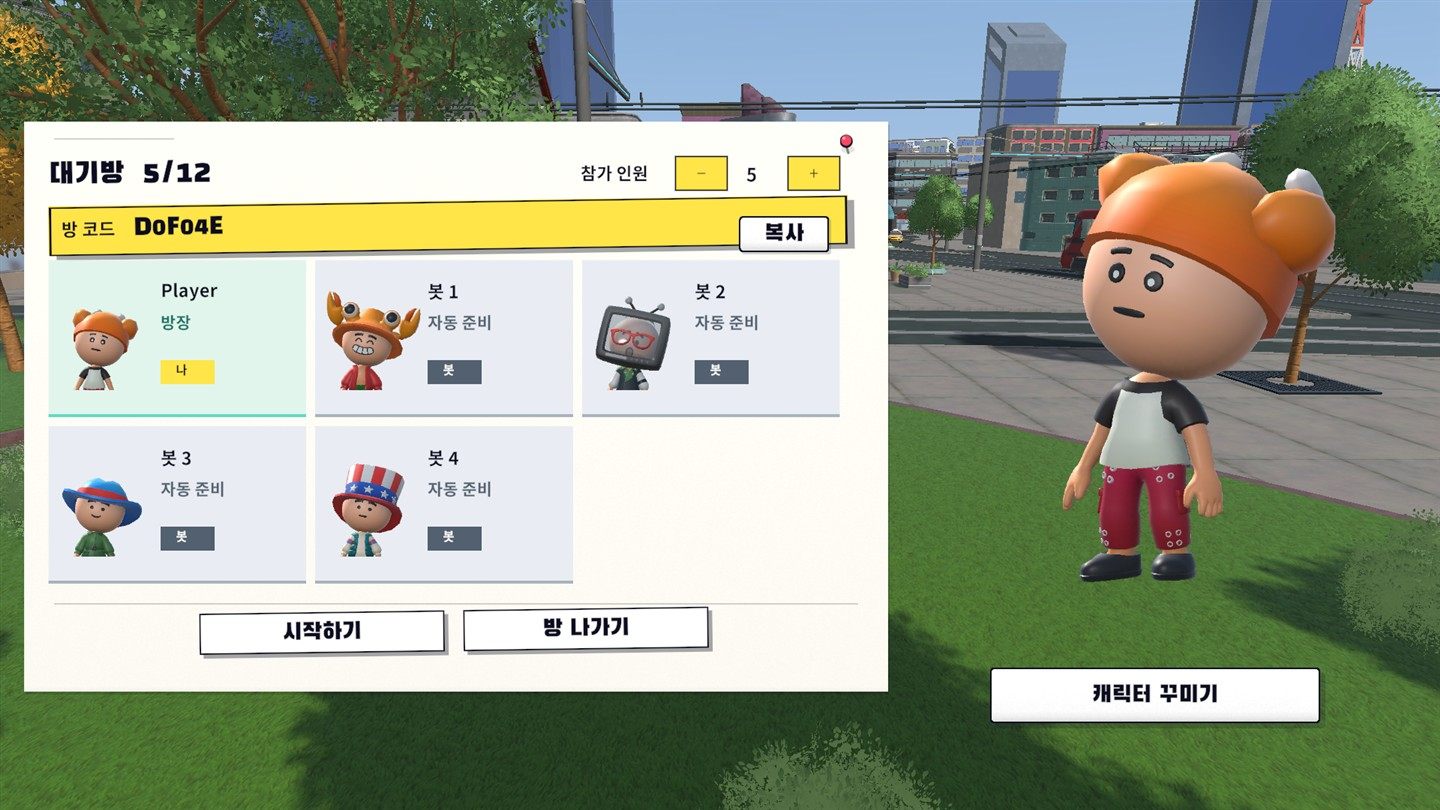 대기방 5/12
참가 인원 － 5 ＋
방 코드 DoFo4E 복사
Player
방장
나
봇 1
자동 준비
봇
봇 2
자동 준비
봇
봇 3
자동 준비
봇
봇 4
자동 준비
봇
시작하기
방 나가기
캐릭터 꾸미기